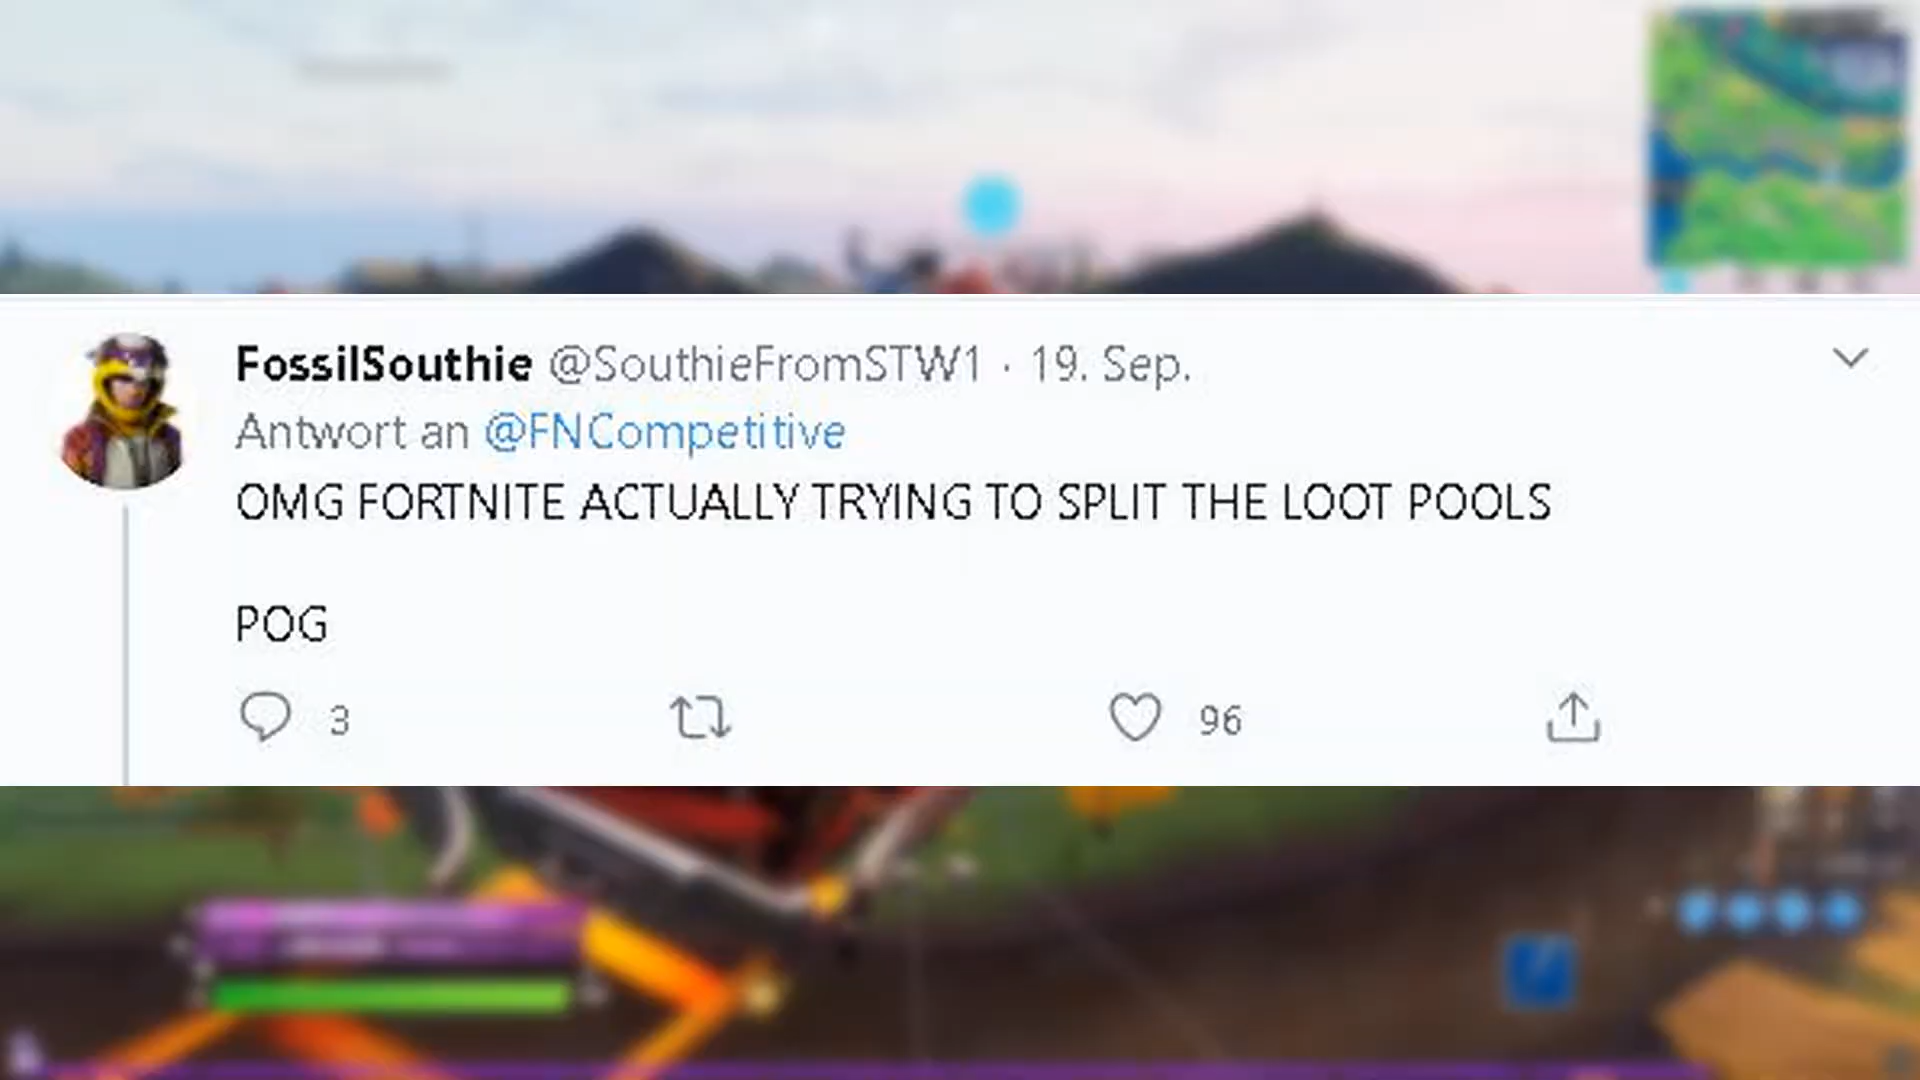 FossilSouthie @SouthieFromSTW1 · 19. Sep.
Antwort an @FNCompetitive
OMG FORTNITE ACTUALLY TRYING TO SPLIT THE LOOT POOLS
POG
3 96